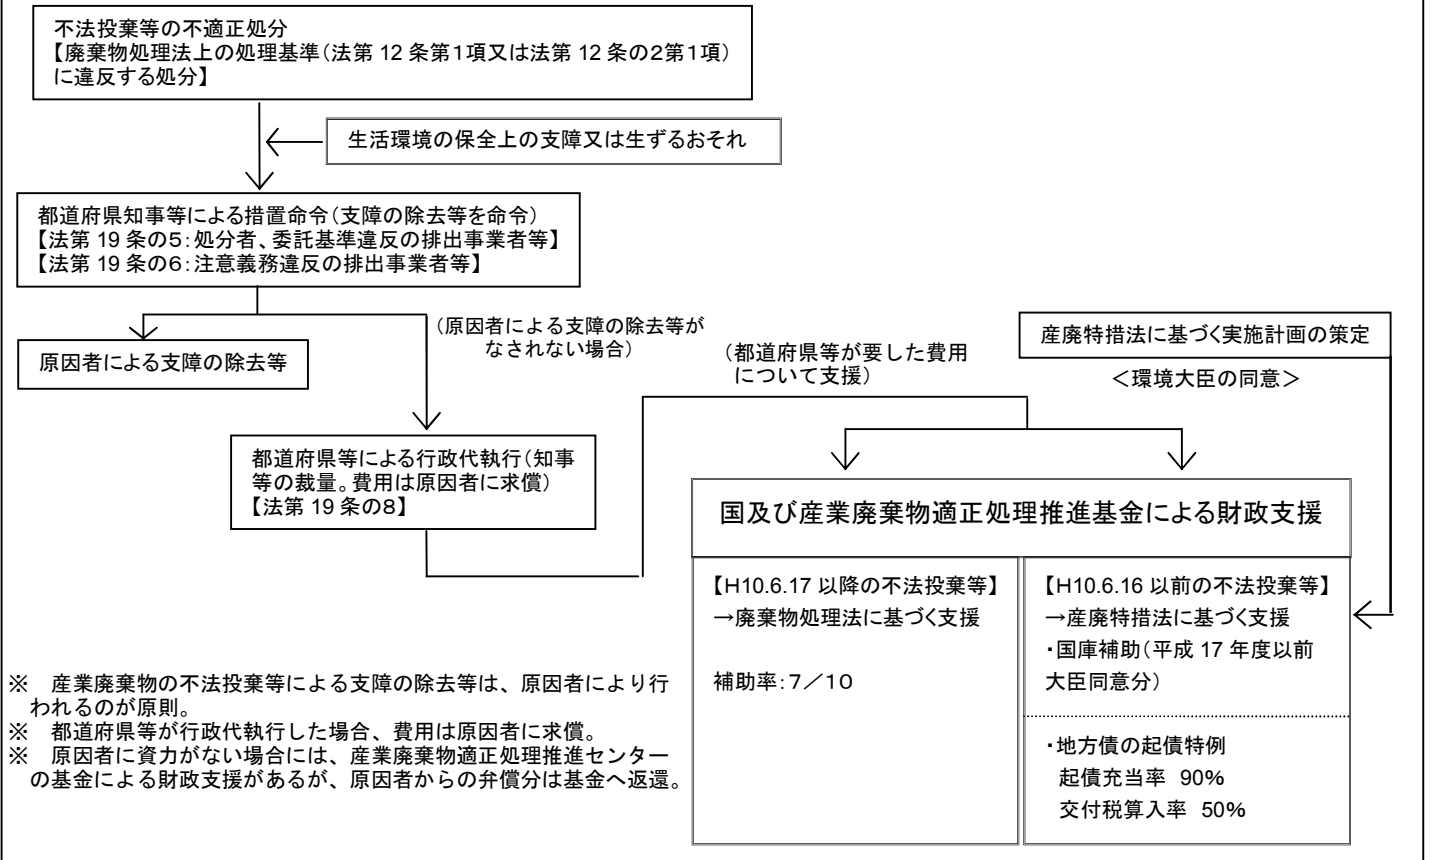 不法投棄等の不適正処分
【廃棄物処理法上の処理基準（法第 12 条第１項又は法第 12 条の２第１項）
に違反する処分】
生活環境の保全上の支障又は生ずるおそれ
都道府県知事等による措置命令（支障の除去等を命令）
【法第 19 条の５：処分者、委託基準違反の排出事業者等】
【法第 19 条の６：注意義務違反の排出事業者等】
（原因者による支障の除去等が
なされない場合）
原因者による支障の除去等
（都道府県等が要した費用
について支援）
産廃特措法に基づく実施計画の策定
＜環境大臣の同意＞
都道府県等による行政代執行（知事
等の裁量。費用は原因者に求償）
【法第 19 条の８】
国及び産業廃棄物適正処理推進基金による財政支援
【H10.6.17 以降の不法投棄等】
→廃棄物処理法に基づく支援
補助率：７／１０
【H10.6.16 以前の不法投棄等】
→産廃特措法に基づく支援
・国庫補助（平成 17 年度以前
大臣同意分）
・地方債の起債特例
起債充当率 90%
交付税算入率 50%
※ 産業廃棄物の不法投棄等による支障の除去等は、原因者により行
われるのが原則。
※ 都道府県等が行政代執行した場合、費用は原因者に求償。
※ 原因者に資力がない場合には、産業廃棄物適正処理推進センター
の基金による財政支援があるが、原因者からの弁償分は基金へ返還。